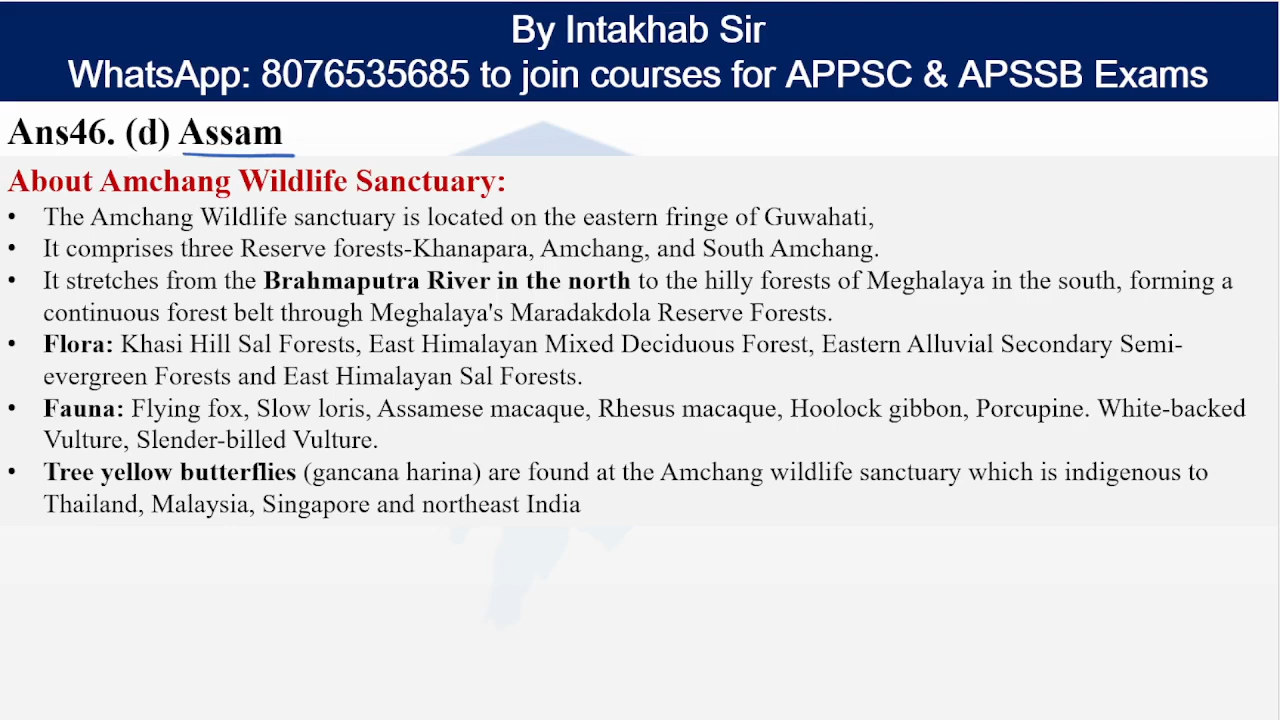 By Intakhab Sir
WhatsApp: 8076535685 to join courses for APPSC & APSSB Exams
Ans46. (d) Assam
About Amchang Wildlife Sanctuary:
• The Amchang Wildlife sanctuary is located on the eastern fringe of Guwahati,
• It comprises three Reserve forests-Khanapara, Amchang, and South Amchang.
• It stretches from the Brahmaputra River in the north to the hilly forests of Meghalaya in the south, forming a
continuous forest belt through Meghalaya's Maradakdola Reserve Forests.
• Flora: Khasi Hill Sal Forests, East Himalayan Mixed Deciduous Forest, Eastern Alluvial Secondary Semi-
evergreen Forests and East Himalayan Sal Forests.
• Fauna: Flying fox, Slow loris, Assamese macaque, Rhesus macaque, Hoolock gibbon, Porcupine. White-backed
Vulture, Slender-billed Vulture.
• Tree yellow butterflies (gancana harina) are found at the Amchang wildlife sanctuary which is indigenous to
Thailand, Malaysia, Singapore and northeast India